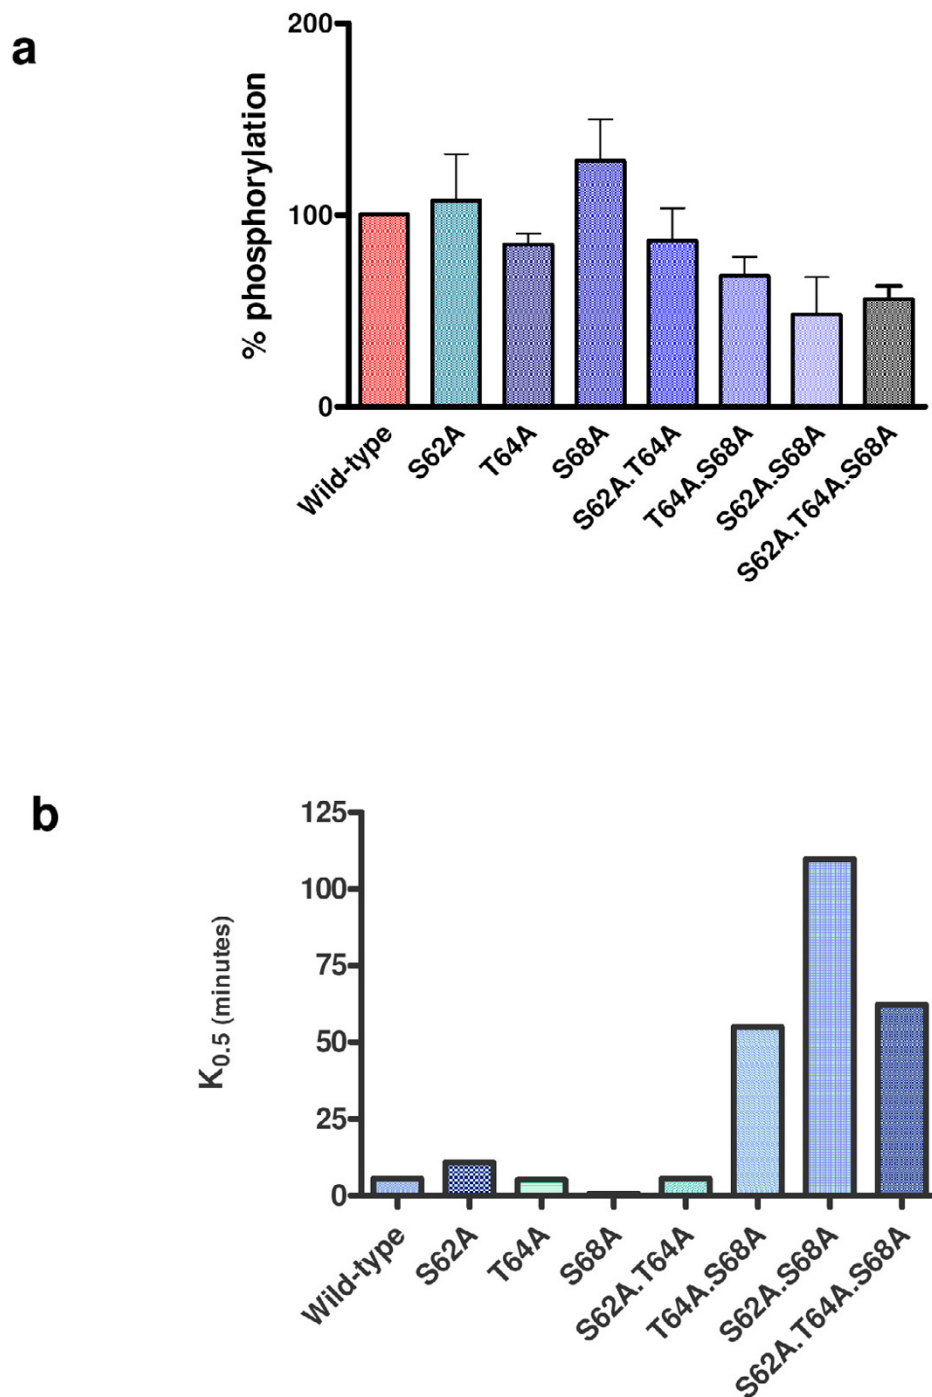 a
200
100
0
% phosphorylation
Wild-type
S62A
T64A
S68A
S62A.T64A
T64A.S68A
S62A.S68A
S62A.T64A.S68A
b
125
100
75
50
25
0
K0.5 (minutes)
Wild-type
S62A
T64A
S68A
S62A.T64A
T64A.S68A
S62A.S68A
S62A.T64A.S68A